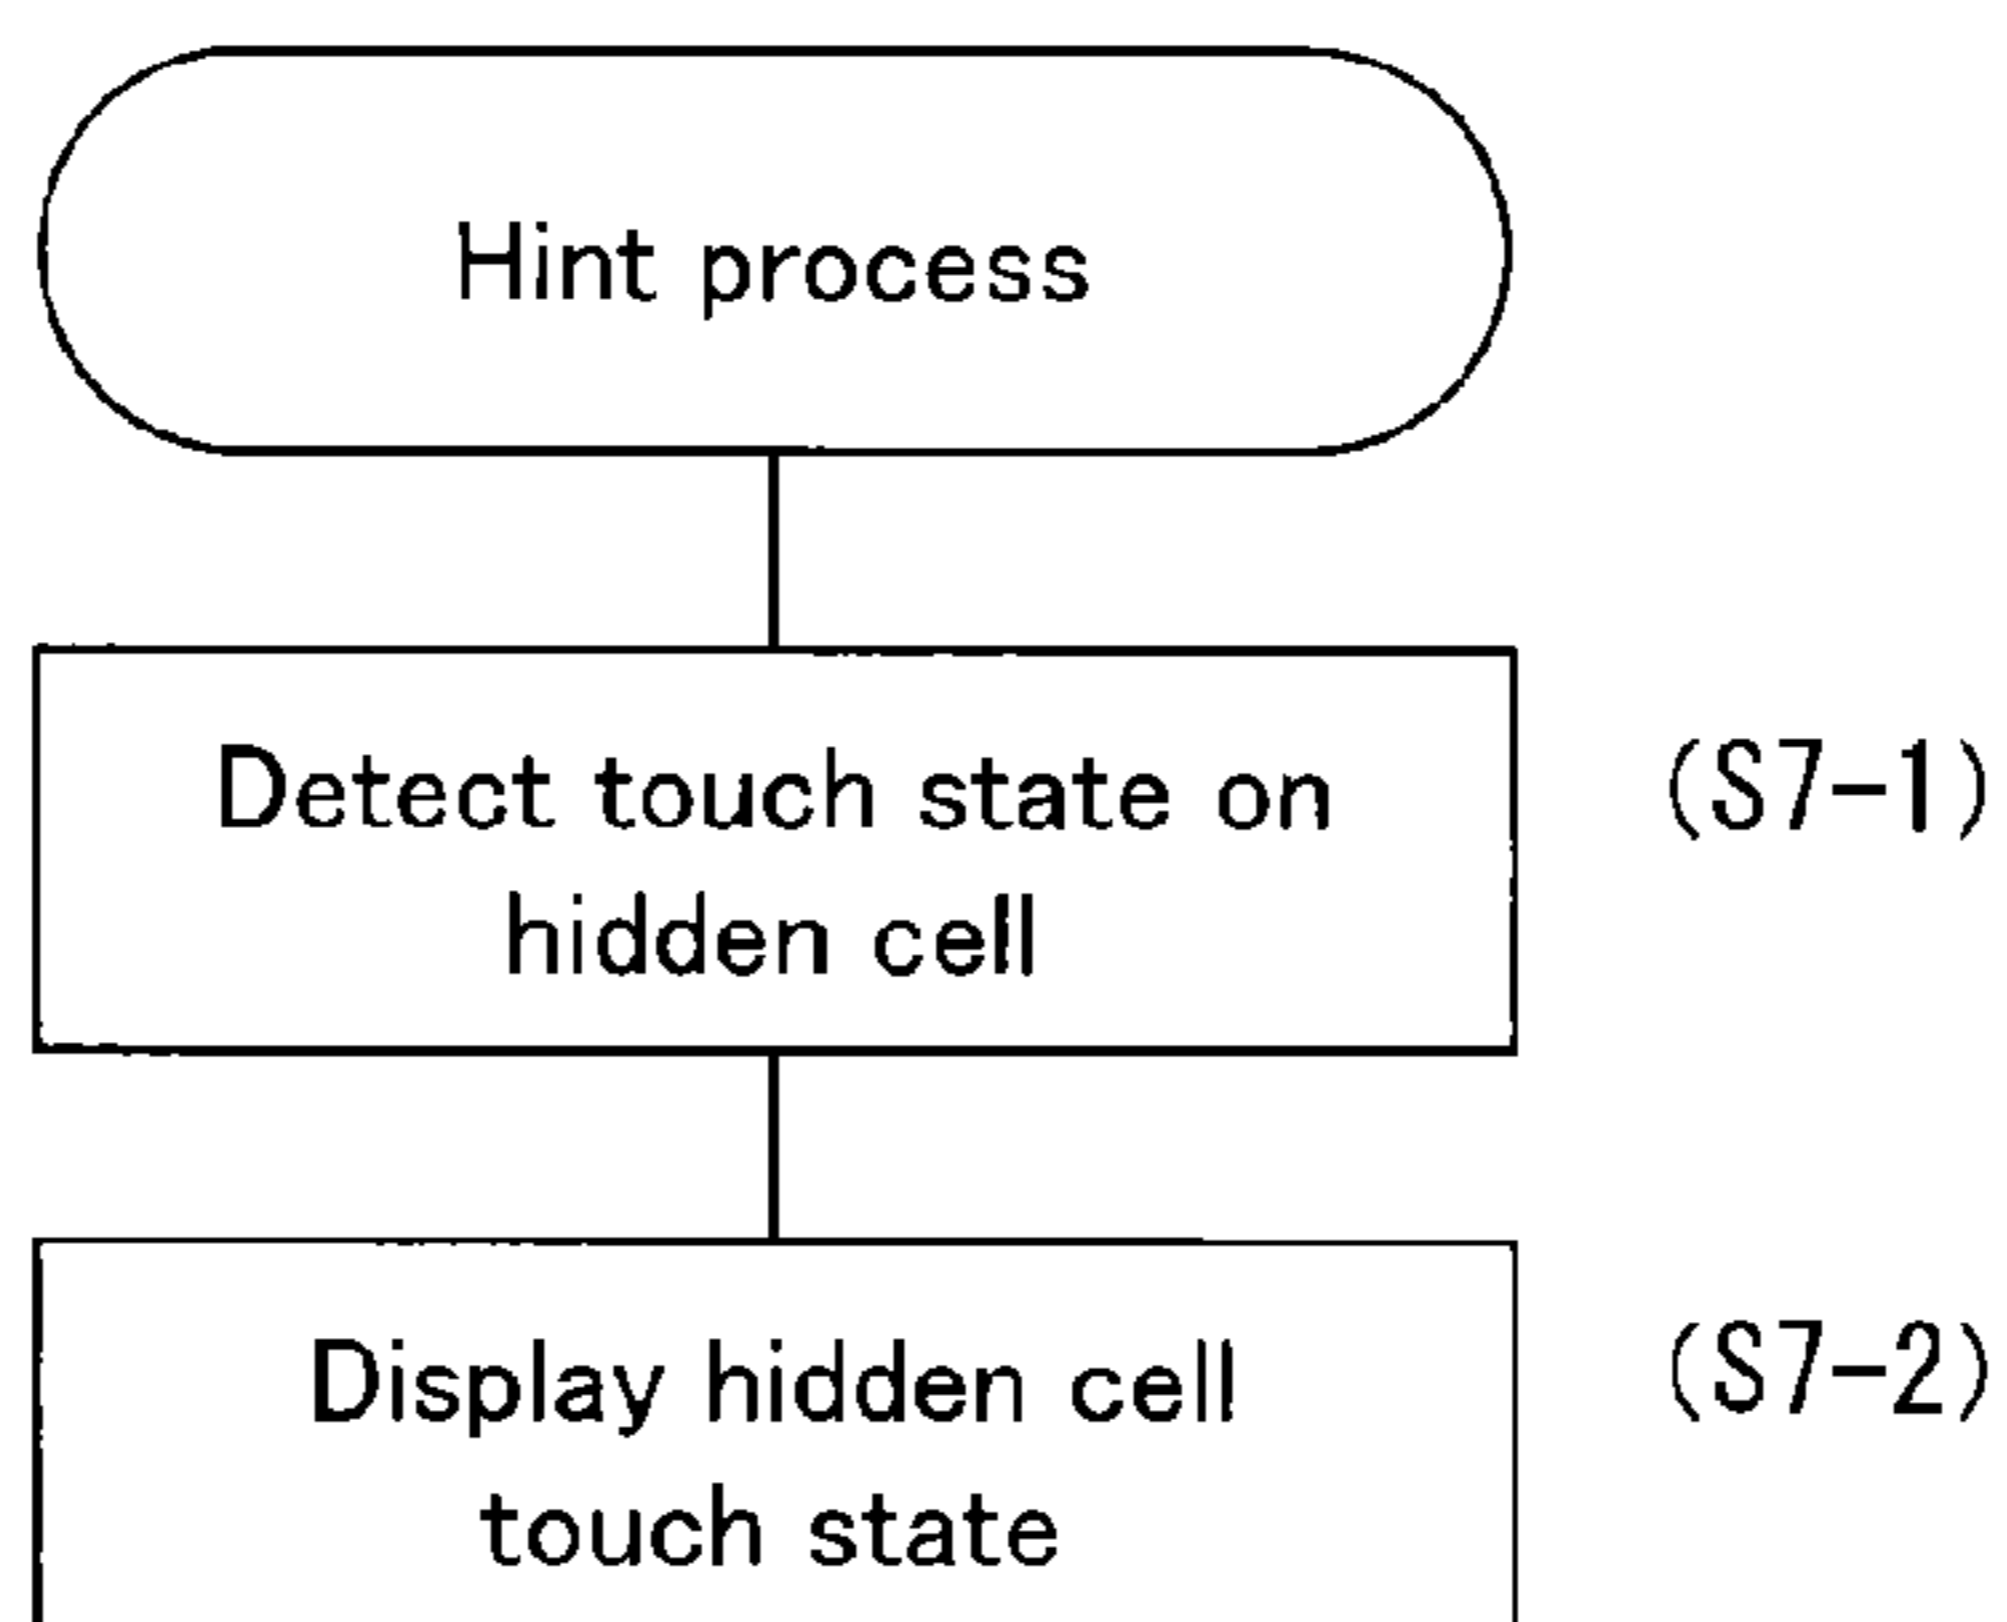 Hint process
Detect touch state on
hidden cell
(S7-1)
Display hidden cell
touch state
(S7-2)